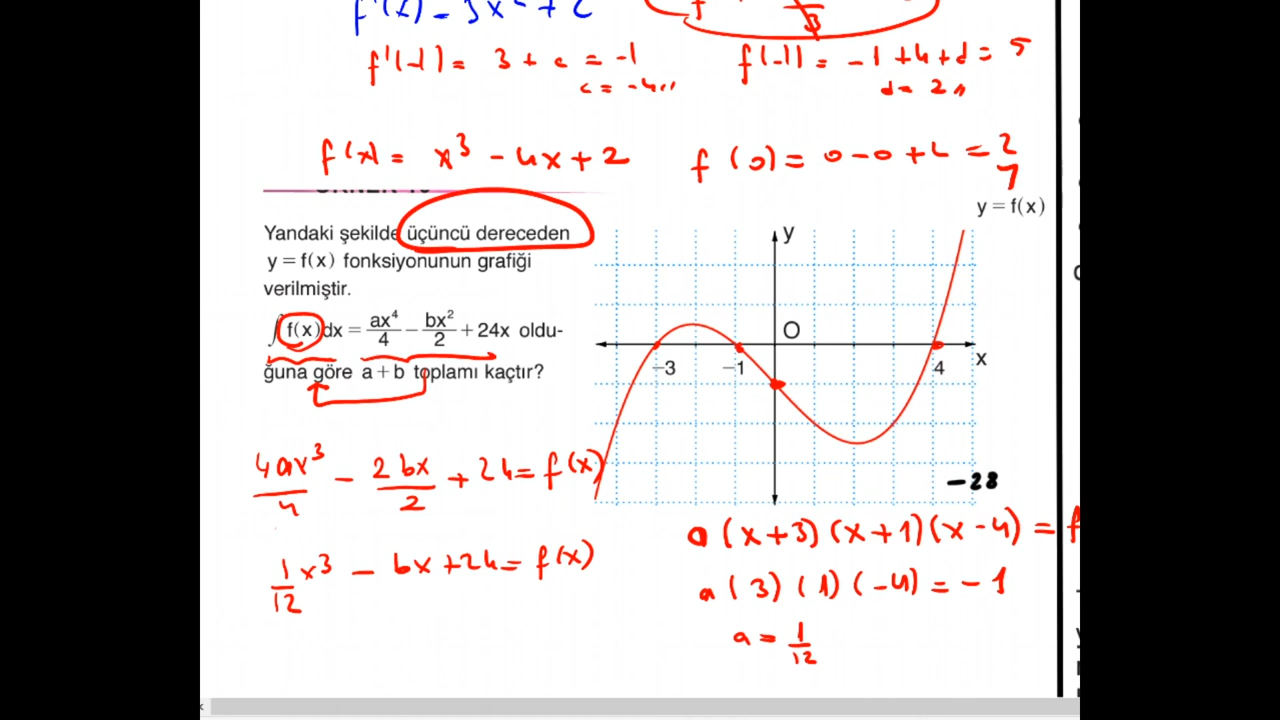 f'(x) = 3x² + c
f'(-1) = 3 + c = -1
c = -4
f(-1) = -1 + 4 + d = 5
d = 2
f(x) = x³ - 4x + 2
f(0) = 0 - 0 + 2 = 2
Yandaki şekilde üçüncü dereceden
y = f(x) fonksiyonunun grafiği
verilmiştir.
∫ f(x)dx = ax⁴/4 − bx²/2 + 24x oldu-
ğuna göre a + b toplamı kaçtır?
y = f(x)
y
O
x
−3 −1 4
4ax³/4 - 2bx/2 + 24 = f(x)
1/12 x³ - bx + 24 = f(x)
-28
a (x+3) (x+1) (x-4) = f
a (3) (1) (-4) = -1
a = 1/12